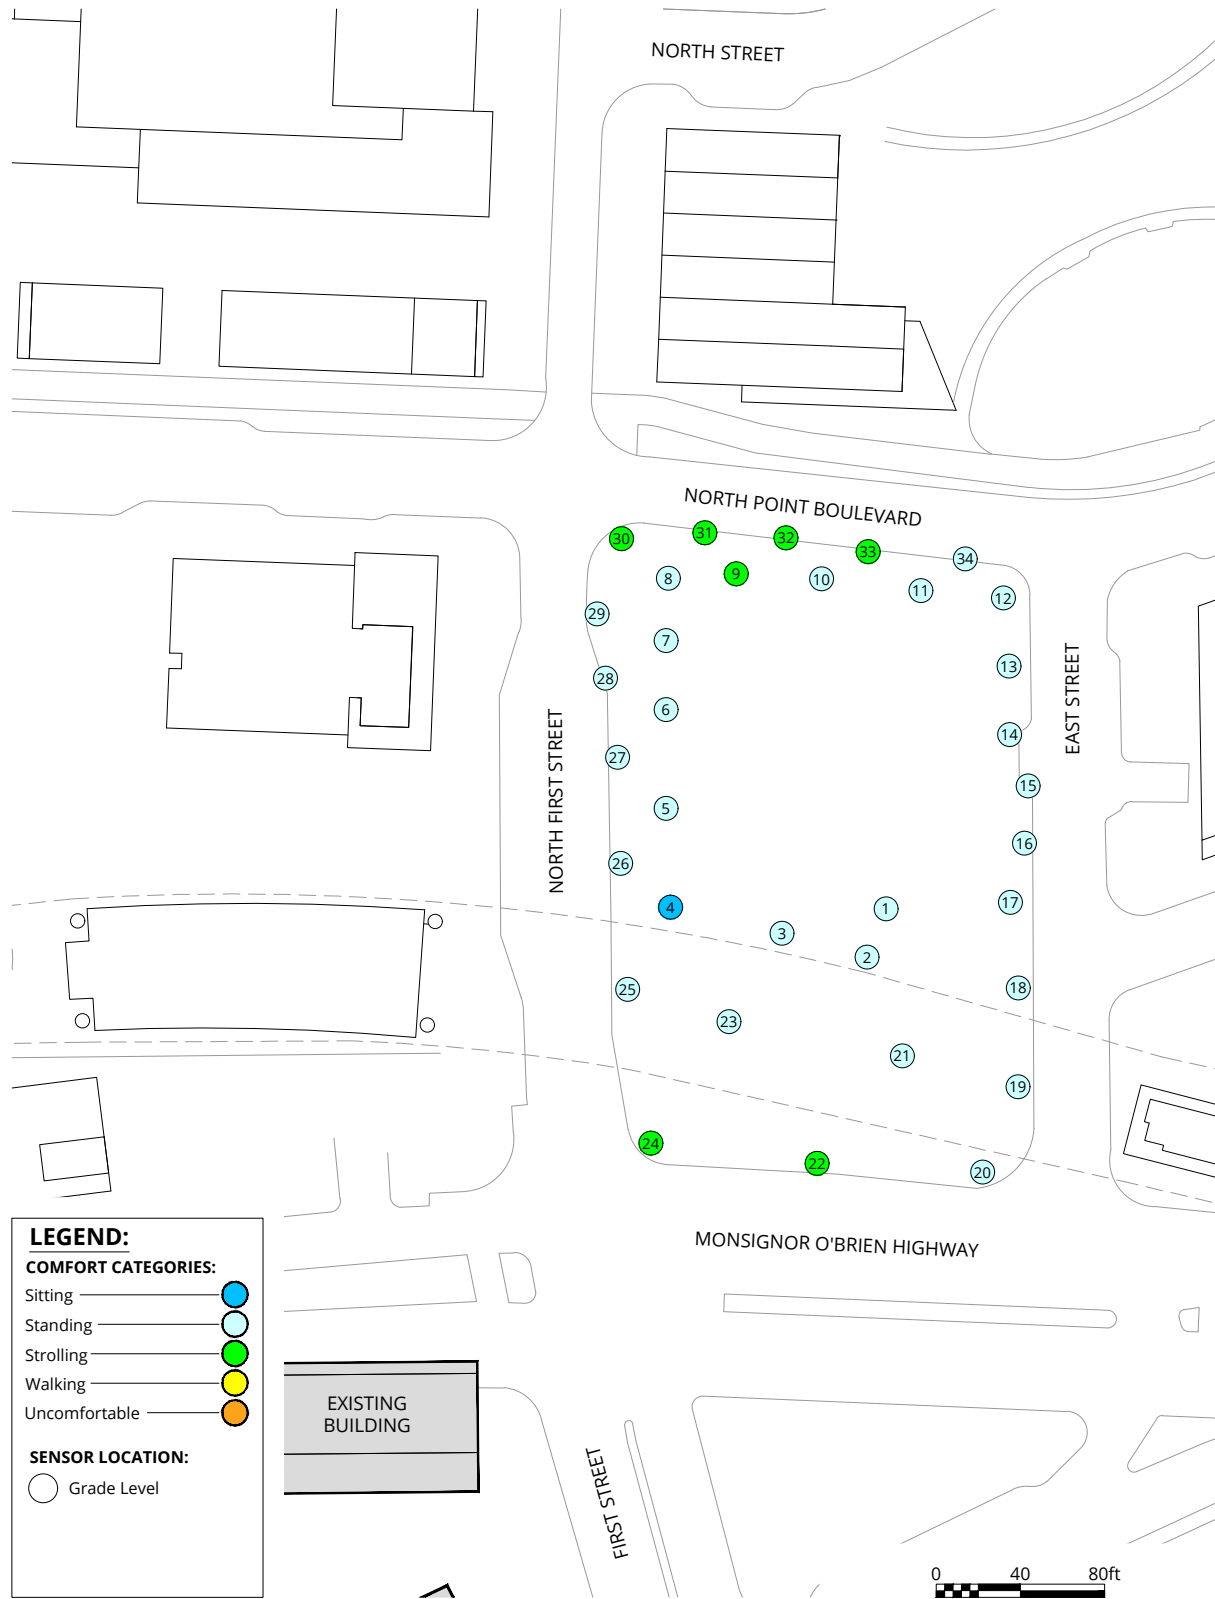 NORTH STREET
NORTH POINT BOULEVARD
30
31
32
33
34
8
9
10
11
12
29
7
13
28
6
14
EAST STREET
NORTH FIRST STREET
27
15
5
16
26
4
1
17
3
2
25
18
23
21
19
24
22
20
MONSIGNOR O'BRIEN HIGHWAY
LEGEND:
COMFORT CATEGORIES:
Sitting
Standing
Strolling
Walking
Uncomfortable
SENSOR LOCATION:
Grade Level
EXISTING
BUILDING
FIRST STREET
0 40 80ft